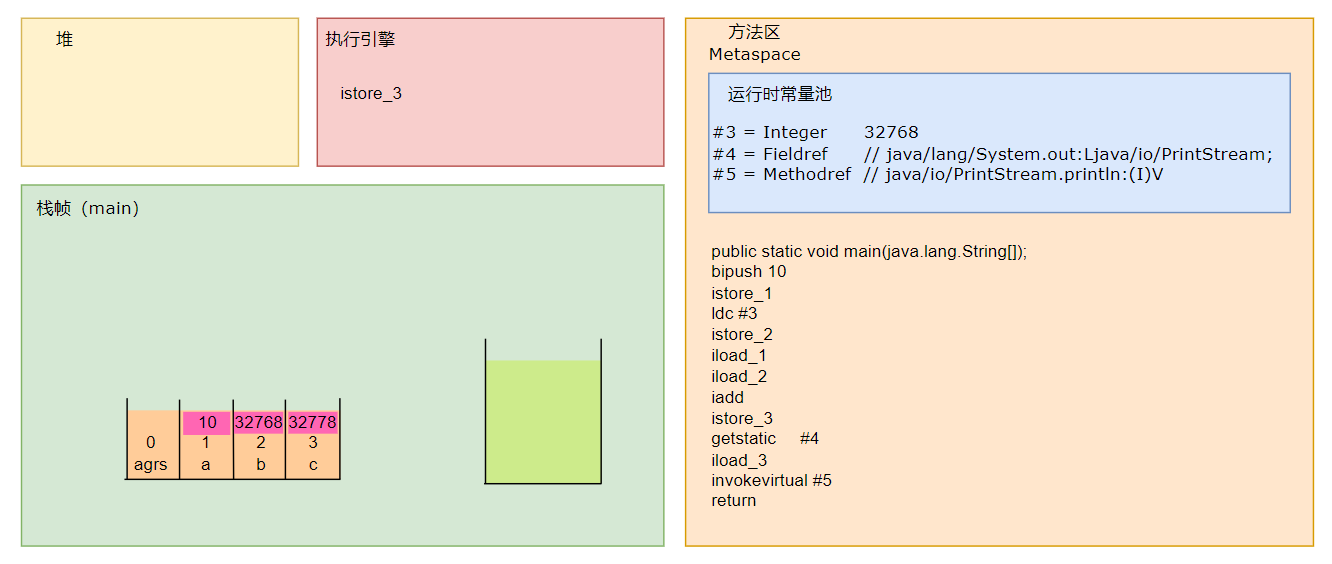 堆
执行引擎
istore_3
栈帧（main）
10 32768 32778
0 1 2 3
agrs a b c
方法区
Metaspace
运行时常量池
#3 = Integer 32768
#4 = Fieldref // java/lang/System.out:Ljava/io/PrintStream;
#5 = Methodref // java/io/PrintStream.println:(I)V
public static void main(java.lang.String[]);
bipush 10
istore_1
ldc #3
istore_2
iload_1
iload_2
iadd
istore_3
getstatic #4
iload_3
invokevirtual #5
return